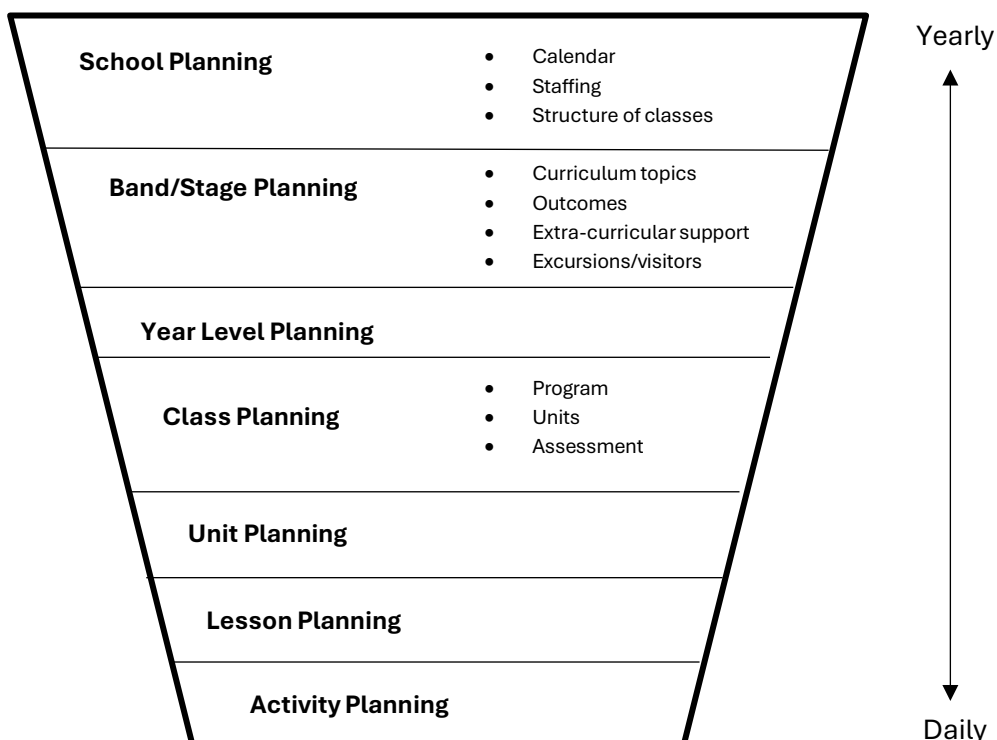 Yearly
School Planning
• Calendar
• Staffing
• Structure of classes
Band/Stage Planning
• Curriculum topics
• Outcomes
• Extra-curricular support
• Excursions/visitors
Year Level Planning
Class Planning
• Program
• Units
• Assessment
Unit Planning
Lesson Planning
Activity Planning
Daily